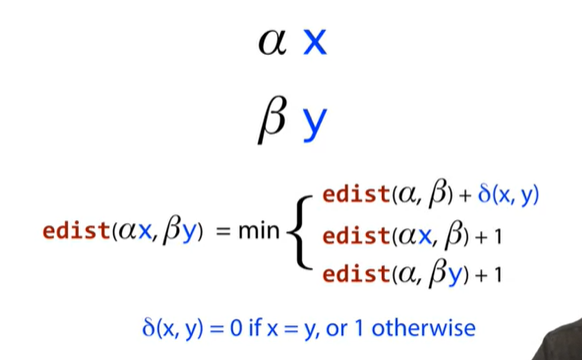 α x
β y
edist(α, β) + δ(x, y)
edist(αx, βy) = min { edist(αx, β) + 1
edist(α, βy) + 1
δ(x, y) = 0 if x = y, or 1 otherwise